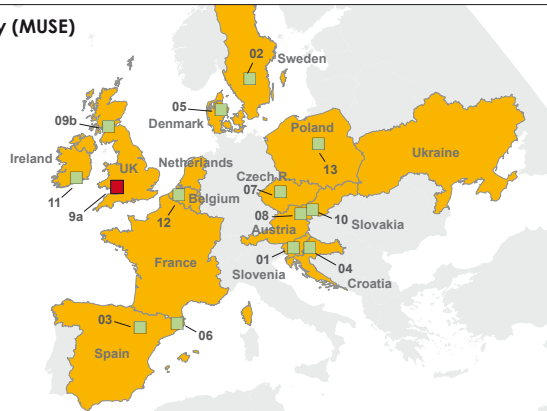 y (MUSE)
02
Sweden
05
Denmark
09b
Poland
13
Ukraine
Ireland
UK
Netherlands
Czech R.
07
Belgium
11
9a
12
08
10
Austria
Slovakia
01
04
France
Slovenia
Croatia
03
06
Spain